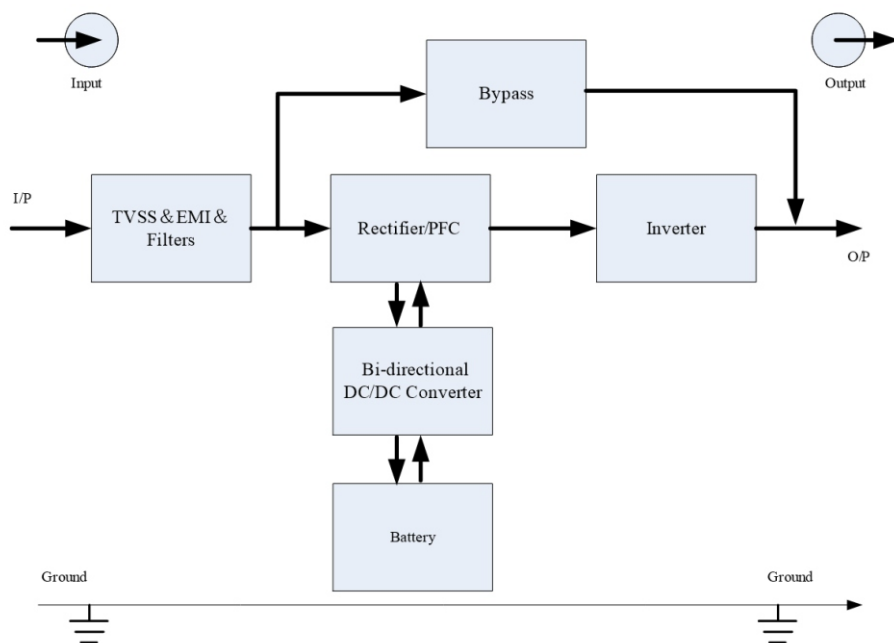 Input
Output
Bypass
I/P
TVSS & EMI &
Filters
Rectifier/PFC
Inverter
O/P
Bi-directional
DC/DC Converter
Battery
Ground
Ground